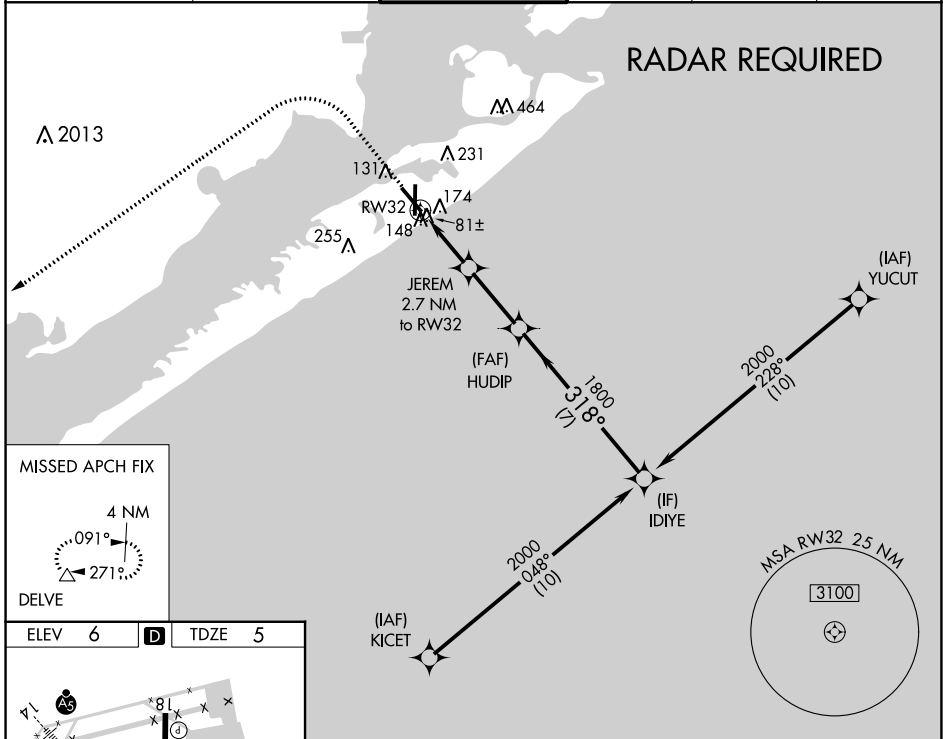 RADAR REQUIRED
464
2013
231
131
RW32
174
148
81±
255
JEREM
2.7 NM
to RW32
(IAF)
YUCUT
(FAF)
HUDIP
2000
228°
(10)
1800
318°
(7)
(IF)
IDIYE
2000
048°
(10)
(IAF)
KICET
MISSED APCH FIX
4 NM
091°
271°
DELVE
MSA RW32 25 NM
3100
ELEV 6 D TDZE 5
A5
14
18
P